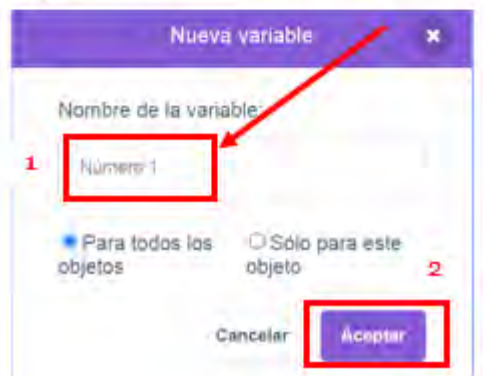 Nueva variable
Nombre de la variable:
1
Número 1
Para todos los objetos
Sólo para este objeto
2
Cancelar
Aceptar